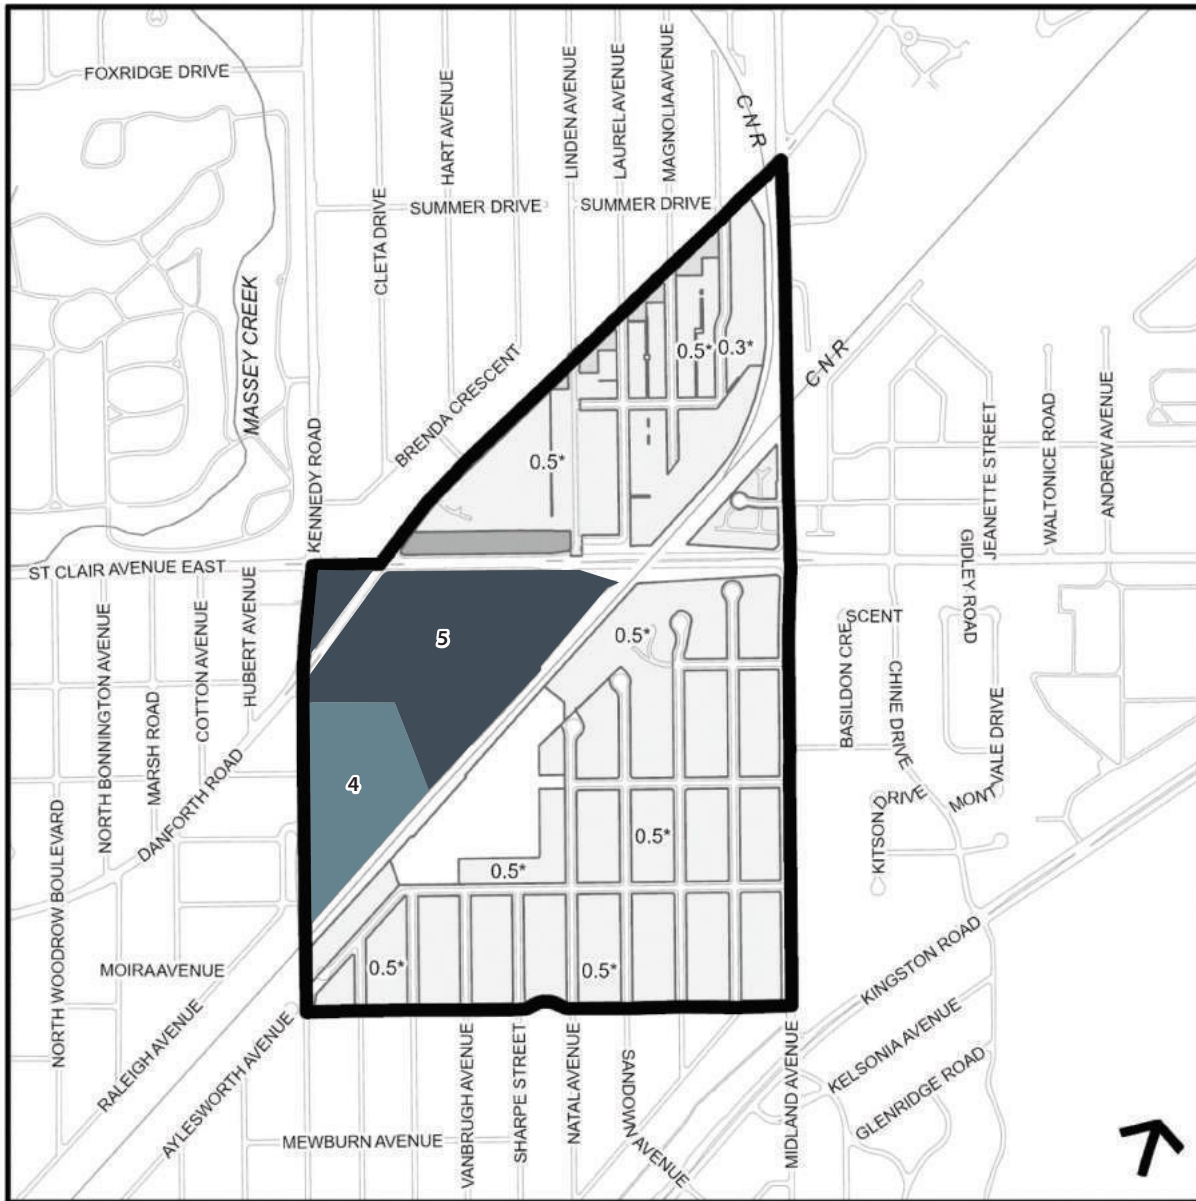 FOXRIDGE DRIVE
HART AVENUE
LINDEN AVENUE
LAUREL AVENUE
MAGNOLIA AVENUE
C N R
CLETA DRIVE
SUMMER DRIVE
SUMMER DRIVE
MASSEY CREEK
BRENDA CRESCENT
KENNEDY ROAD
0.5*
0.3*
C N R
0.5*
JEANETTE STREET
WALTONICE ROAD
ANDREW AVENUE
ST CLAIR AVENUE EAST
GIDLEY ROAD
HUBERT AVENUE
COTTON AVENUE
NORTH BONNINGTON AVENUE
MARSH ROAD
5
0.5*
BASILDON CRE
SCENT
CHINE DRIVE
MONT
VALE DRIVE
DANFORTH ROAD
4
KITSON
DRIVE
NORTH WOODROW BOULEVARD
0.5*
0.5*
MOIRA AVENUE
0.5*
0.5*
KINGSTON ROAD
RALEIGH AVENUE
AYLESWORTH AVENUE
VANBRUGH AVENUE
SHARPE STREET
NATAL AVENUE
SANDOWN AVENUE
MIDLAND AVENUE
KELSONIA AVENUE
GLENRIDGE ROAD
MEWBURN AVENUE